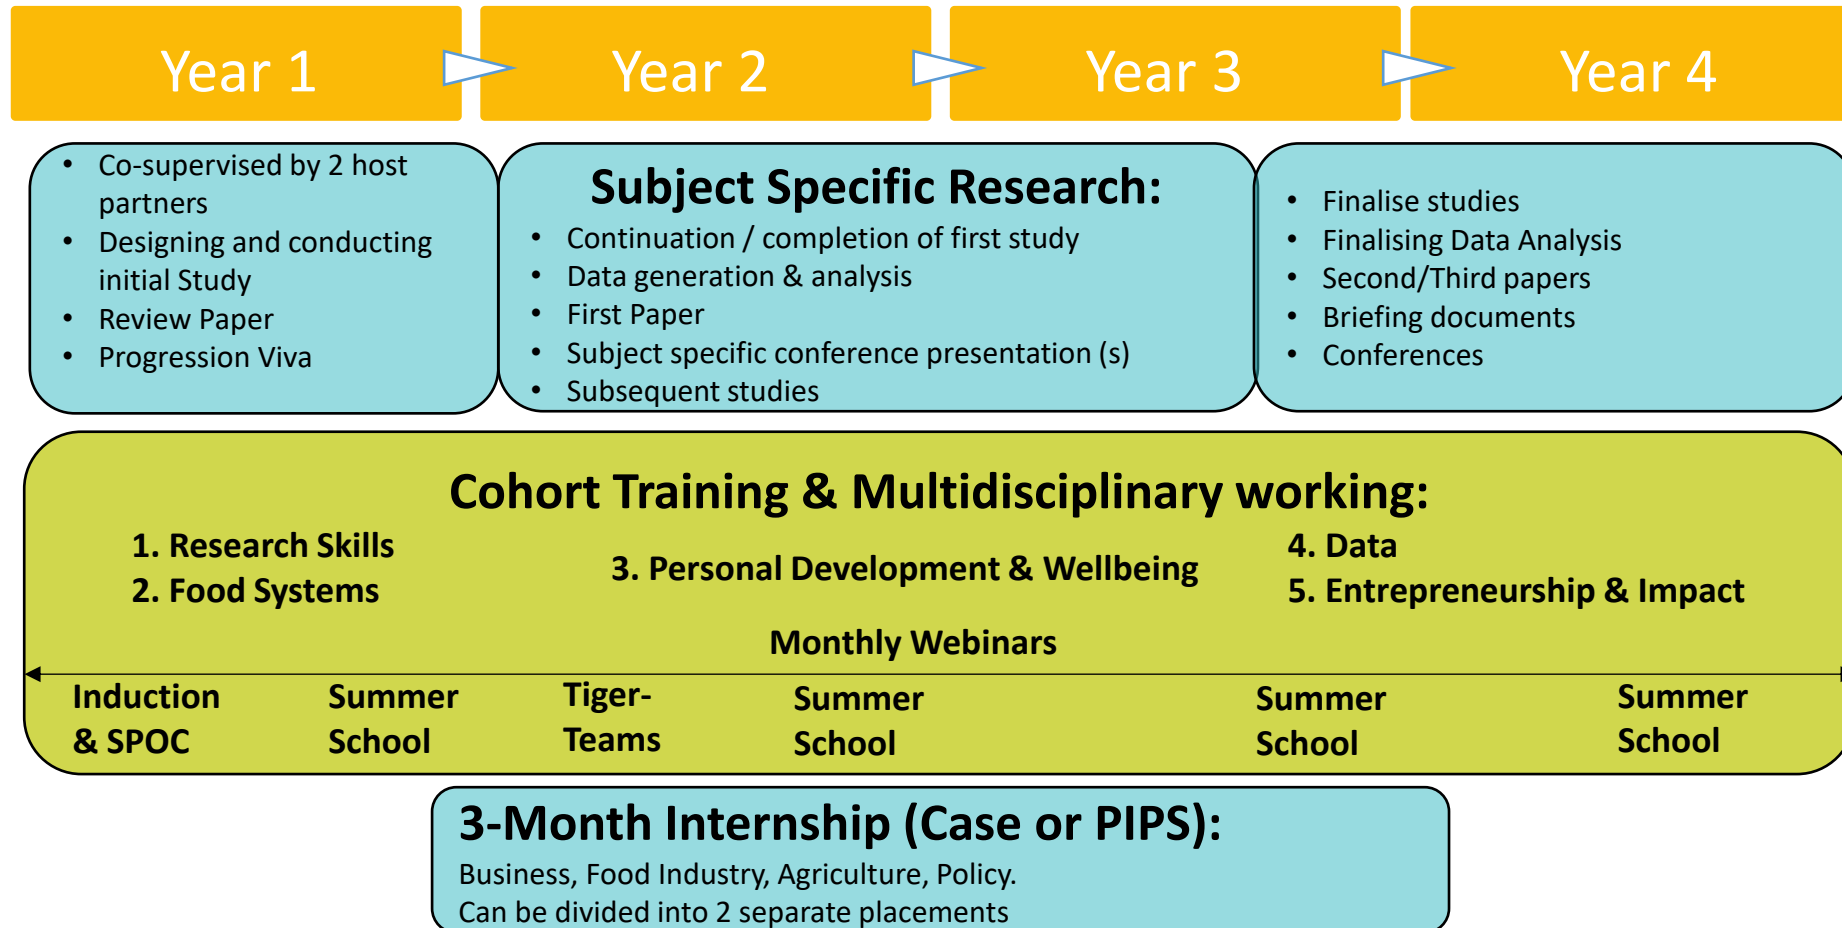 Year 1
Year 2
Year 3
Year 4
• Co-supervised by 2 host
partners
• Designing and conducting
initial Study
• Review Paper
• Progression Viva
Subject Specific Research:
• Continuation / completion of first study
• Data generation & analysis
• First Paper
• Subject specific conference presentation (s)
• Subsequent studies
• Finalise studies
• Finalising Data Analysis
• Second/Third papers
• Briefing documents
• Conferences
Cohort Training & Multidisciplinary working:
1. Research Skills
2. Food Systems
3. Personal Development & Wellbeing
4. Data
5. Entrepreneurship & Impact
Monthly Webinars
Induction
& SPOC
Summer
School
Tiger-
Teams
Summer
School
Summer
School
Summer
School
3-Month Internship (Case or PIPS):
Business, Food Industry, Agriculture, Policy.
Can be divided into 2 separate placements